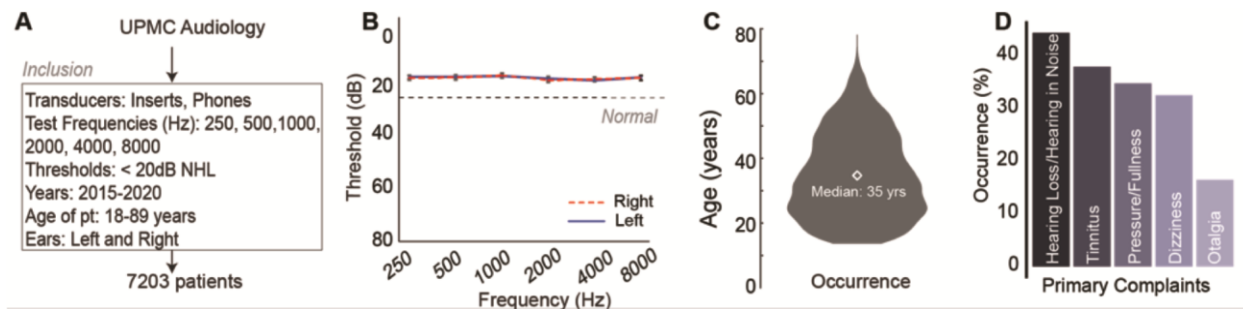 A
UPMC Audiology
Inclusion
Transducers: Inserts, Phones
Test Frequencies (Hz): 250, 500,1000,
2000, 4000, 8000
Thresholds: < 20dB NHL
Years: 2015-2020
Age of pt: 18-89 years
Ears: Left and Right
7203 patients
B
Threshold (dB)
0
20
40
60
80
Normal
Right
Left
250
500
1000
2000
4000
8000
Frequency (Hz)
C
Age (years)
80
60
40
20
0
Median: 35 yrs
Occurrence
D
Occurrence (%)
40
30
20
10
0
Hearing Loss/Hearing in Noise
Tinnitus
Pressure/Fullness
Dizziness
Otalgia
Primary Complaints